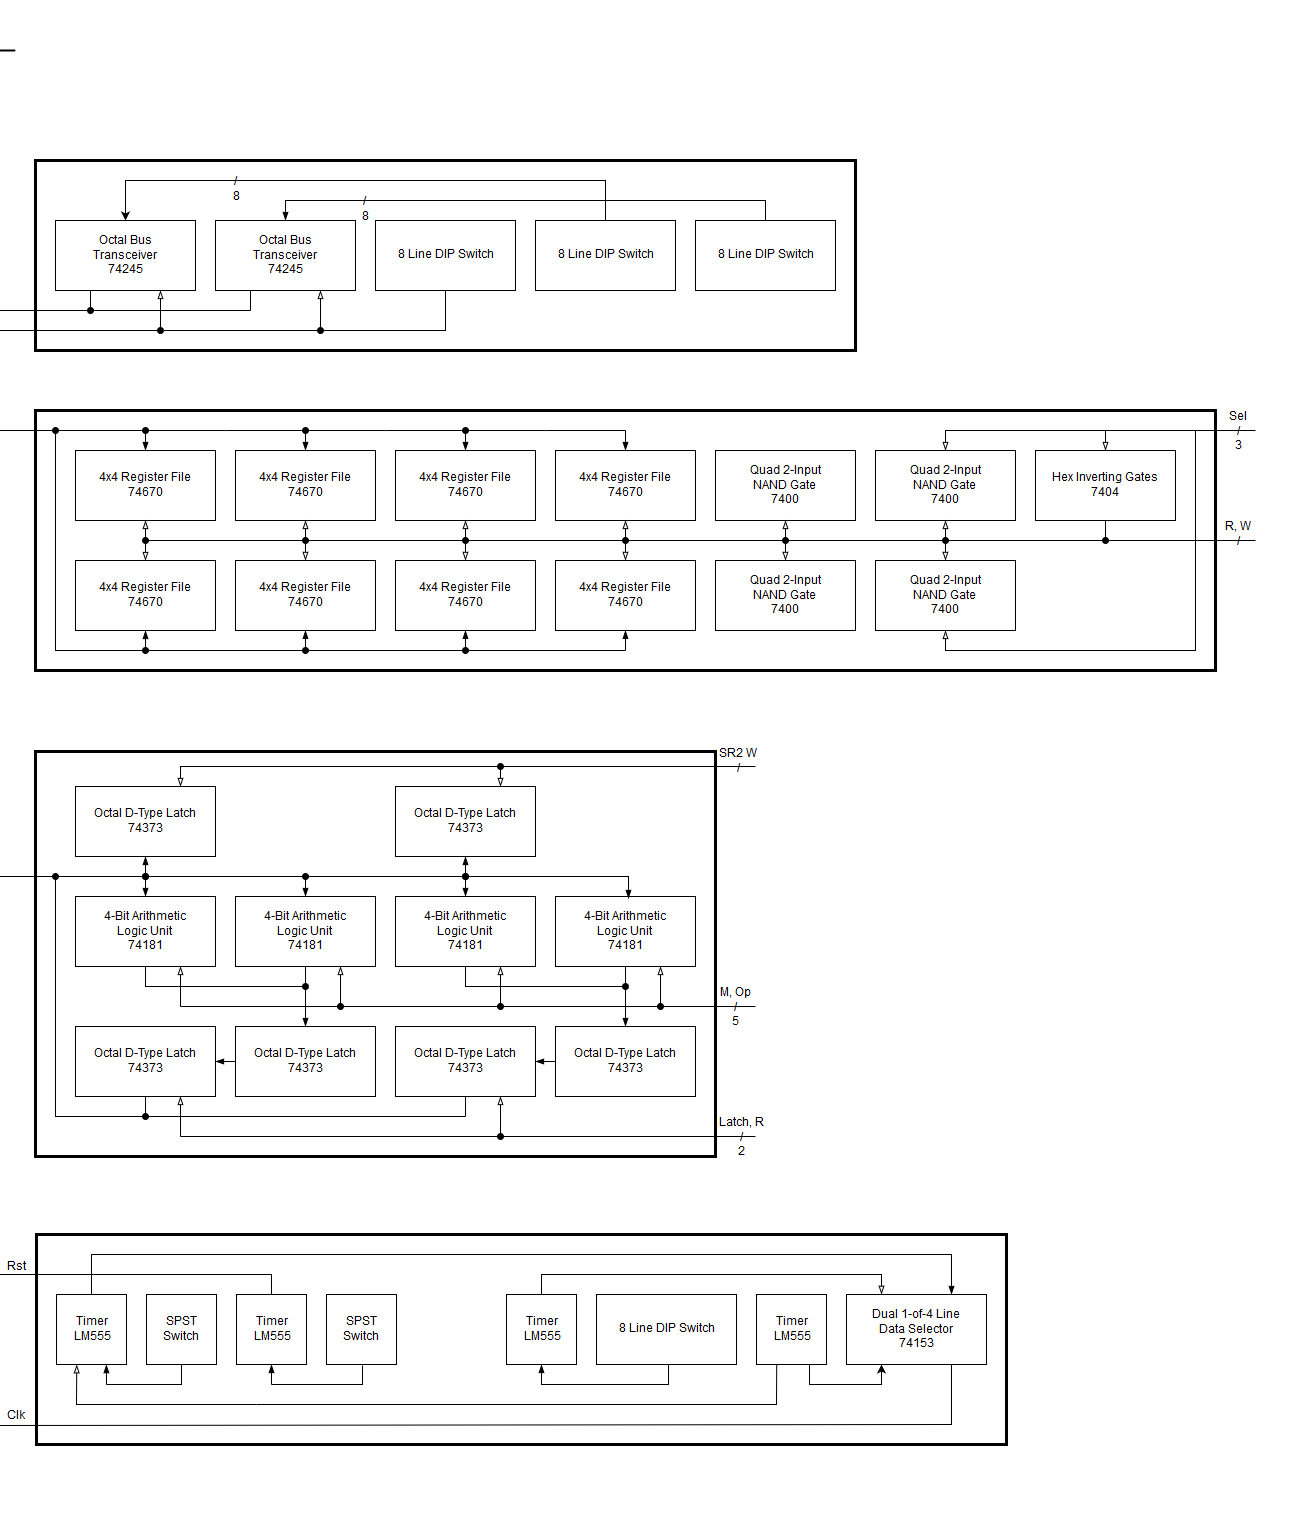 /
8
/
8
Octal Bus
Transceiver
74245
Octal Bus
Transceiver
74245
8 Line DIP Switch
8 Line DIP Switch
8 Line DIP Switch
Sel
/
3
4x4 Register File
74670
4x4 Register File
74670
4x4 Register File
74670
4x4 Register File
74670
Quad 2-Input
NAND Gate
7400
Quad 2-Input
NAND Gate
7400
Hex Inverting Gates
7404
R, W
/
4x4 Register File
74670
4x4 Register File
74670
4x4 Register File
74670
4x4 Register File
74670
Quad 2-Input
NAND Gate
7400
Quad 2-Input
NAND Gate
7400
SR2 W
/
Octal D-Type Latch
74373
Octal D-Type Latch
74373
4-Bit Arithmetic
Logic Unit
74181
4-Bit Arithmetic
Logic Unit
74181
4-Bit Arithmetic
Logic Unit
74181
4-Bit Arithmetic
Logic Unit
74181
M, Op
/
5
Octal D-Type Latch
74373
Octal D-Type Latch
74373
Octal D-Type Latch
74373
Octal D-Type Latch
74373
Latch, R
/
2
Rst
Timer
LM555
SPST
Switch
Timer
LM555
SPST
Switch
Timer
LM555
8 Line DIP Switch
Timer
LM555
Dual 1-of-4 Line
Data Selector
74153
Clk